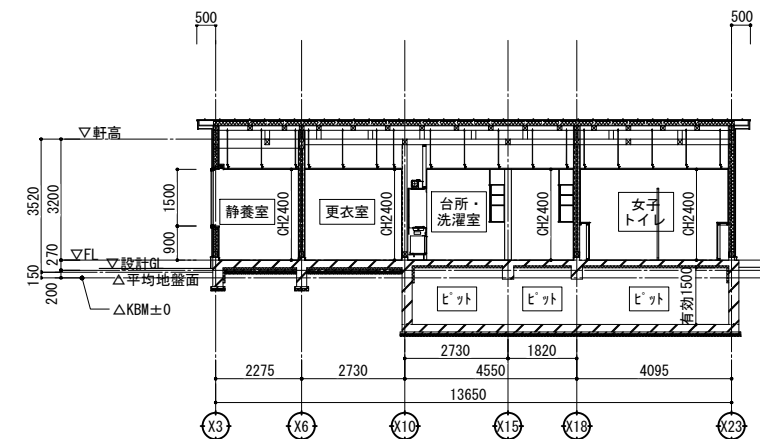 500
500
▽軒高
3520
3200
1500
900
270
150
200
▽FL
▽設計GL
△平均地盤面
△KBM±0
静養室
CH2400
更衣室
台所・
洗濯室
CH2400
CH2400
女子
トイレ
CH2400
ピット
ピット
ピット
有効1500
2730
1820
2275
2730
4550
4095
13650
X3
X6
X10
X15
X18
X23